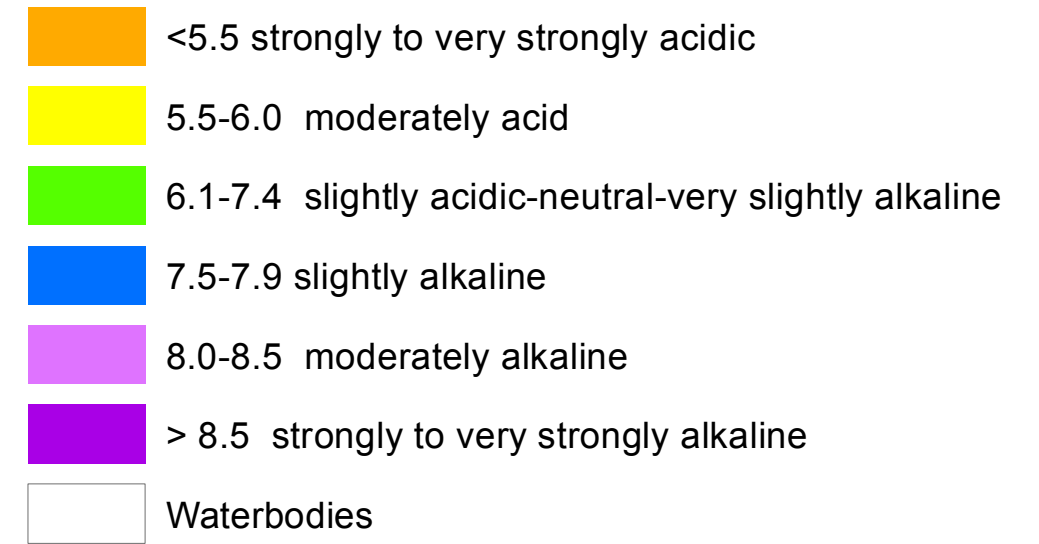 <5.5 strongly to very strongly acidic
5.5-6.0  moderately acid
6.1-7.4  slightly acidic-neutral-very slightly alkaline
7.5-7.9 slightly alkaline
8.0-8.5  moderately alkaline
> 8.5  strongly to very strongly alkaline
Waterbodies